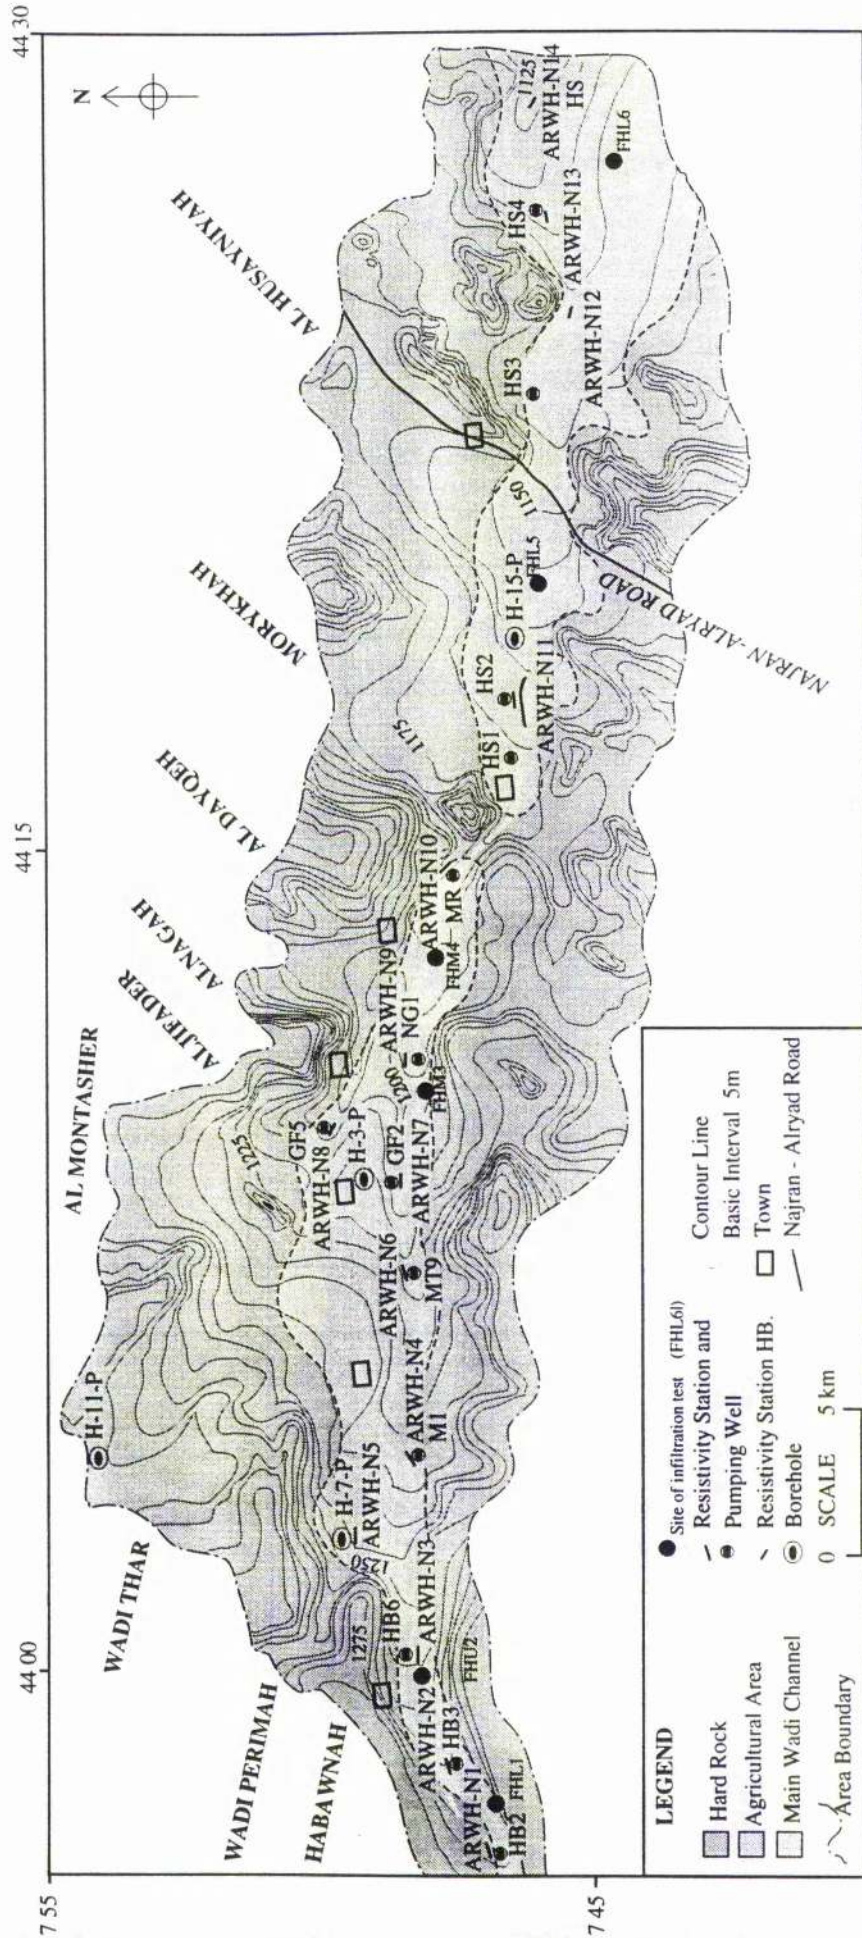 44 00
44 15
44 30
7 55
7 45
N
WADI PERIMAH
HABAWNAH
WADI THAR
AL MONTASHER
ALJIFADER
ALNAGAH
AL DAYQEH
MORYKHAH
AL HUSAYNIYAH
H-11-P
H-7-P
ARWH-N5
1250
1275
HB6
ARWH-N3
ARWH-N2
HB3
FHU2
ARWH-N1
HB2
FHL1
ARWH-N4
M1
ARWH-N6
MT9
1225
GF5
ARWH-N8
H-3-P
GF2
ARWH-N7
1200
ARWH-N9
NG1
FHM3
ARWH-N10
FHM4
MR
1175
HS1
HS2
ARWH-N11
H-15-P
FHL5
1150
NAJRAN-ALRYAD ROAD
HS3
ARWH-N12
HS4
ARWH-N13
1125
ARWH-N14
HS
FHL6
LEGEND
Hard Rock
Agricultural Area
Main Wadi Channel
Area Boundary
Site of infiltration test (FHL6l)
Resistivity Station and
Pumping Well
Resistivity Station HB.
Borehole
0 SCALE 5 km
Contour Line
Basic Interval 5m
Town
Najran - Alryad Road